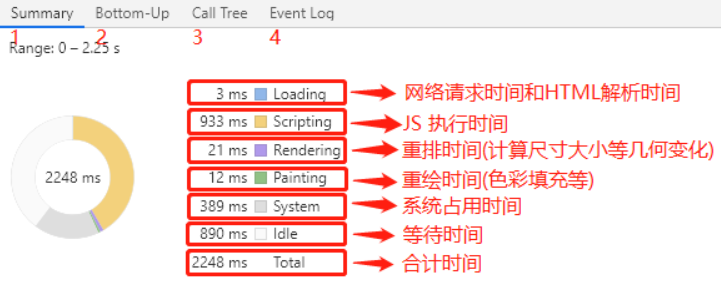 Summary Bottom-Up Call Tree Event Log
1 2 3 4
Range: 0 – 2.25 s
3 ms Loading 网络请求时间和HTML解析时间
933 ms Scripting JS 执行时间
21 ms Rendering 重排时间(计算尺寸大小等几何变化)
2248 ms
12 ms Painting 重绘时间(色彩填充等)
389 ms System 系统占用时间
890 ms Idle 等待时间
2248 ms Total 合计时间